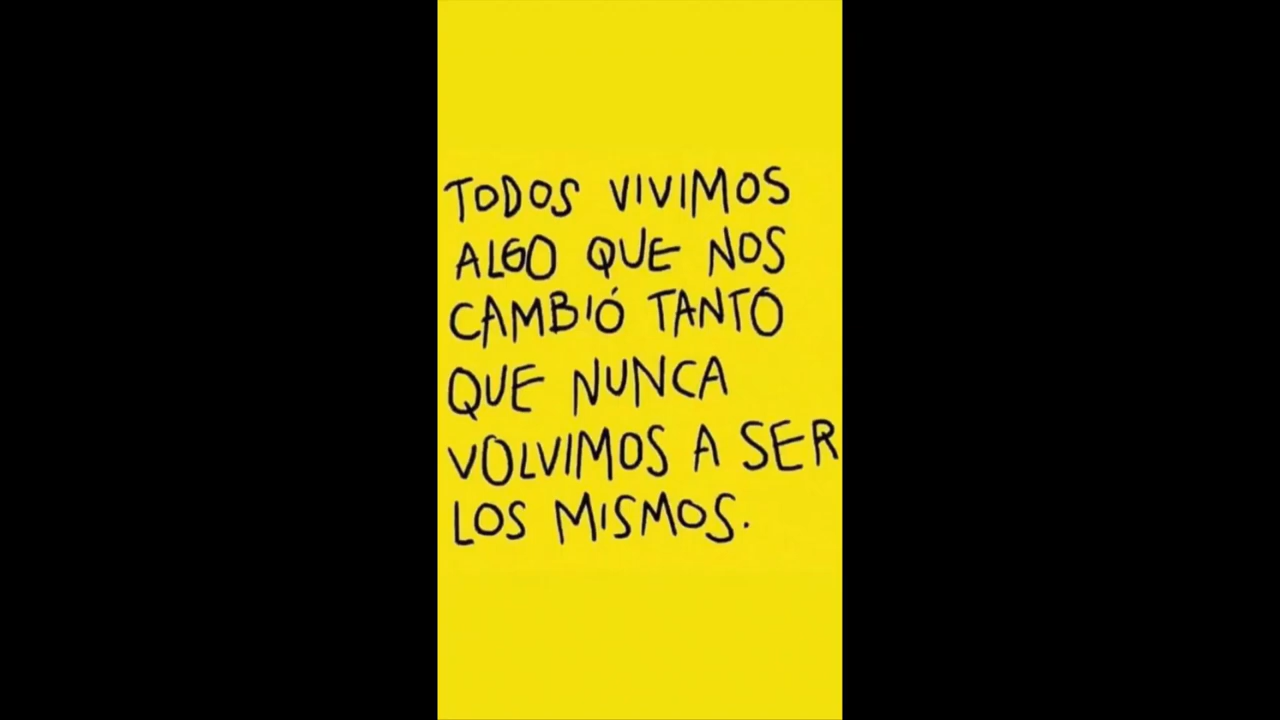 TODOS VIVIMOS
ALGO QUE NOS
CAMBIÓ TANTO
QUE NUNCA
VOLVIMOS A SER
LOS MISMOS.